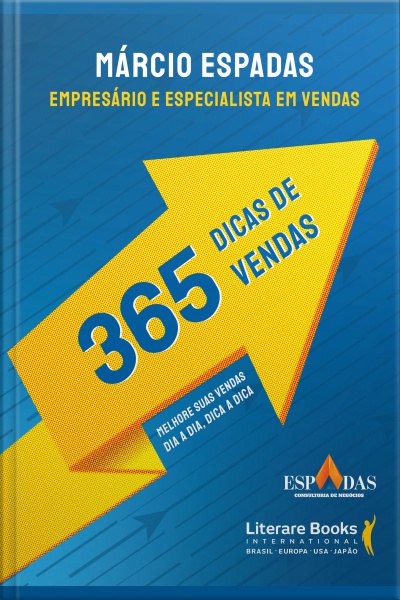 MÁRCIO ESPADAS
EMPRESÁRIO E ESPECIALISTA EM VENDAS
365
DICAS DE
VENDAS
MELHORE SUAS VENDAS
DIA A DIA, DICA A DICA
ESPADAS
CONSULTORIA DE NEGÓCIOS
Literare Books
INTERNATIONAL
BRASIL · EUROPA · USA · JAPÃO